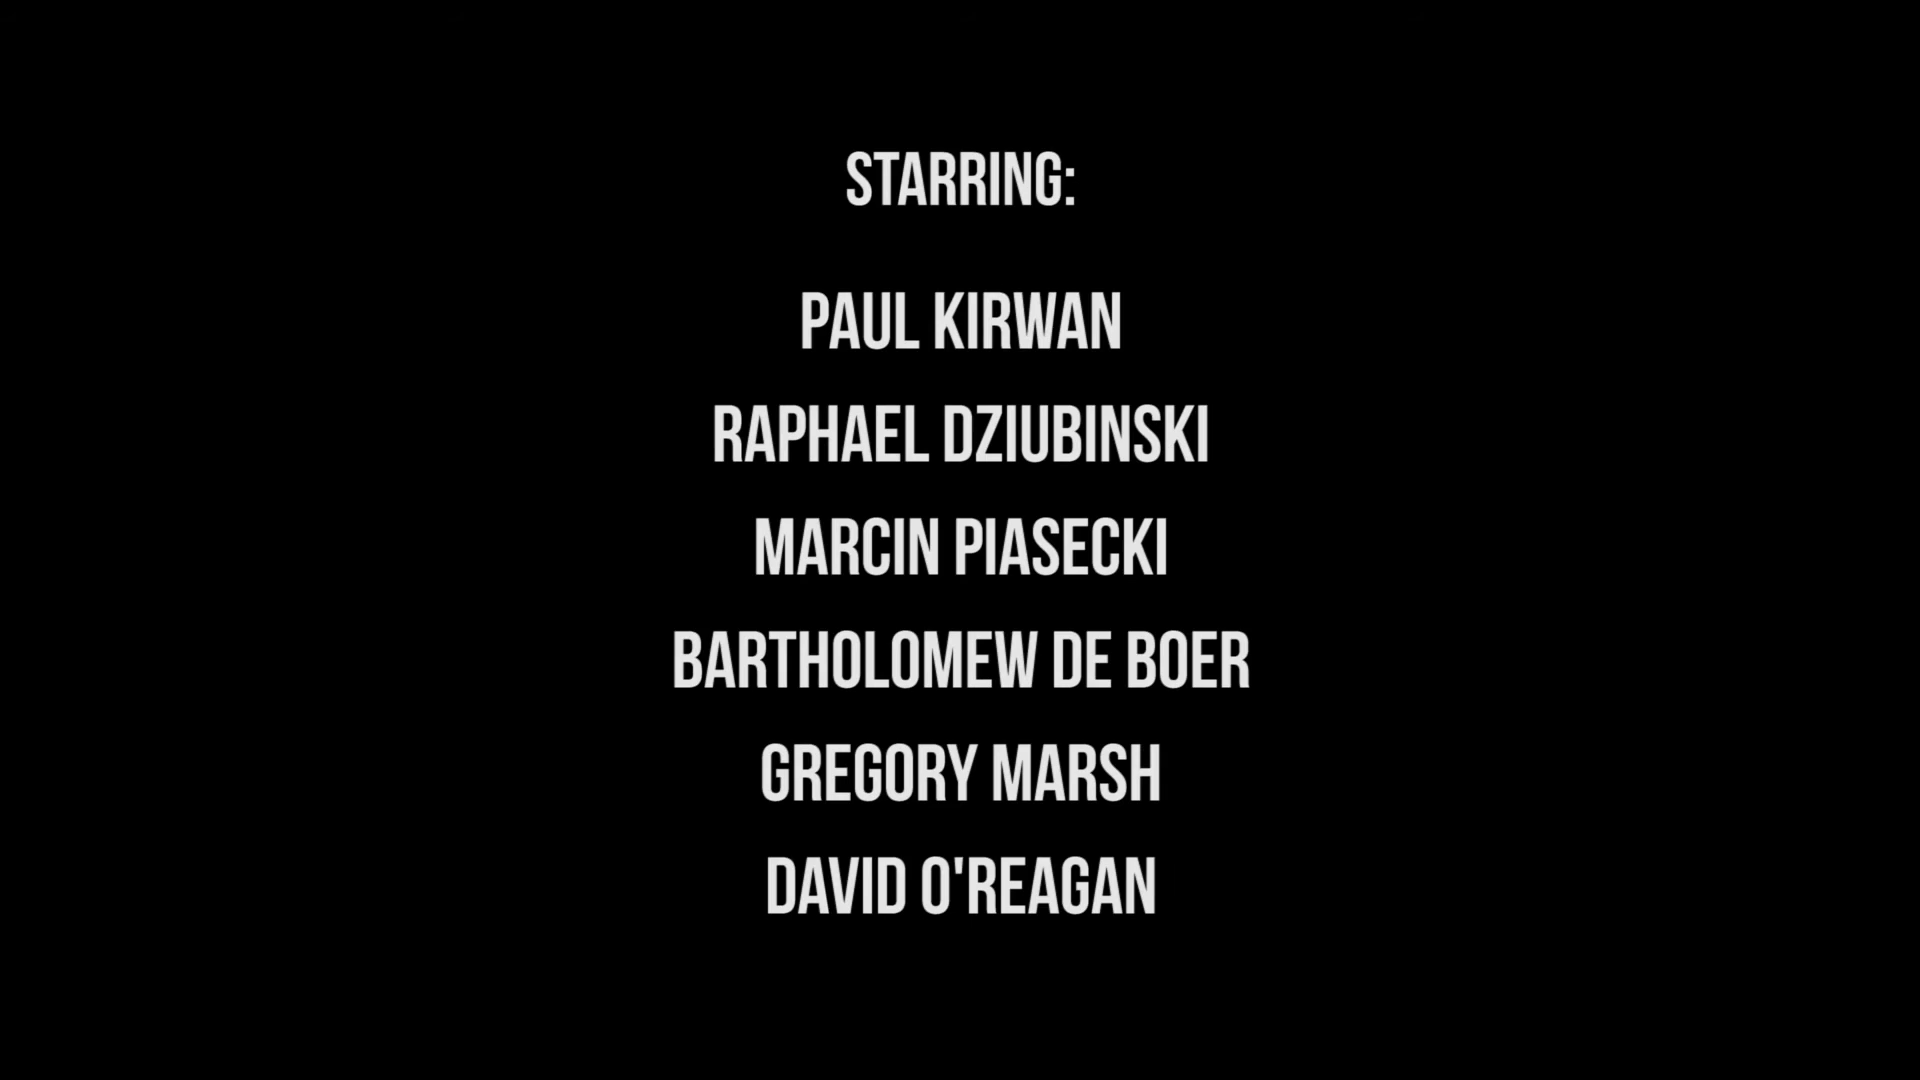 STARRING:
PAUL KIRWAN
RAPHAEL DZIUBINSKI
MARCIN PIASECKI
BARTHOLOMEW DE BOER
GREGORY MARSH
DAVID O'REAGAN